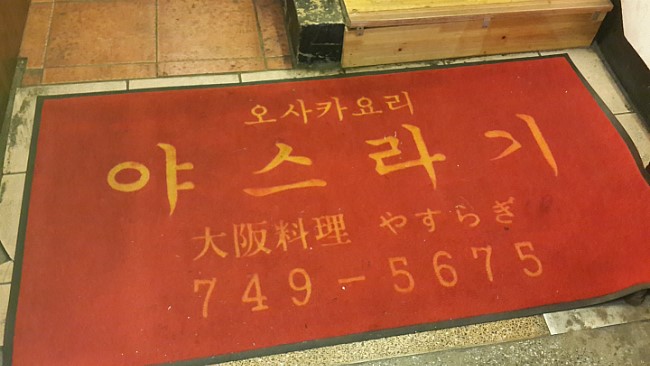 오사카요리
야스라기
大阪料理 やすらぎ
749-5675